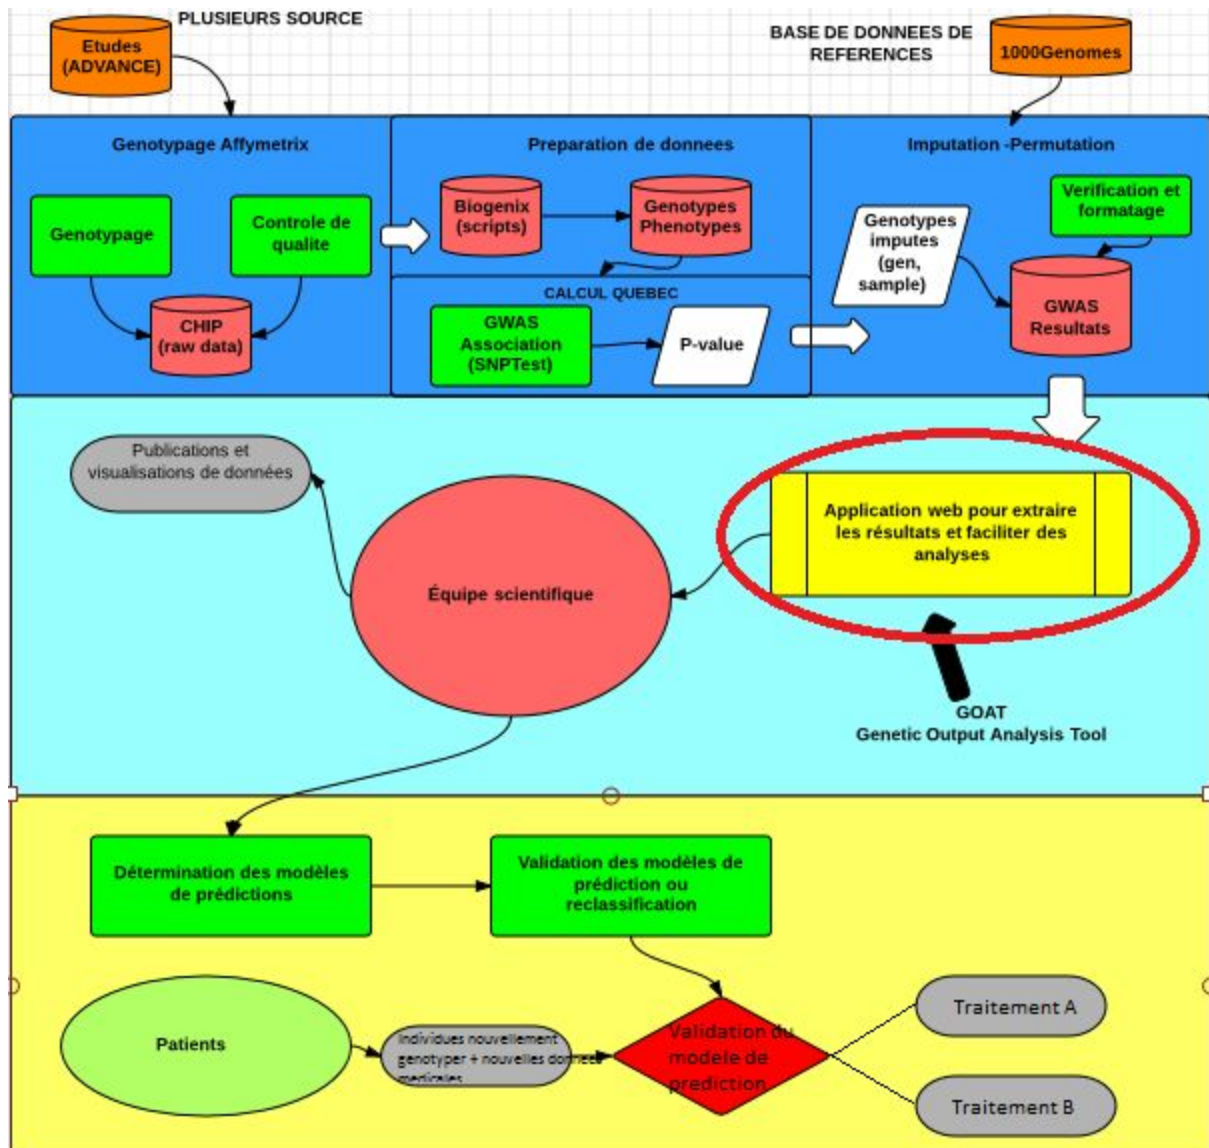 PLUSIEURS SOURCE
Etudes
(ADVANCE)
BASE DE DONNEES DE
REFERENCES
1000Genomes
Genotypage Affymetrix
Genotypage
Controle de
qualite
CHIP
(raw data)
Preparation de donnees
Biogenix
(scripts)
Genotypes
Phenotypes
CALCUL QUEBEC
GWAS
Association
(SNPTest)
P-value
Imputation -Permutation
Genotypes
imputes
(gen,
sample)
Verification et
formatage
GWAS
Resultats
Publications et
visualisations de données
Équipe scientifique
Application web pour extraire
les résultats et faciliter des
analyses
GOAT
Genetic Output Analysis Tool
Détermination des modèles
de prédictions
Validation des modèles de
prédiction ou
reclassification
Patients
Individues nouvellement
genotyper + nouvelles donnees
medicales
Validation du
modele de
prediction
Traitement A
Traitement B